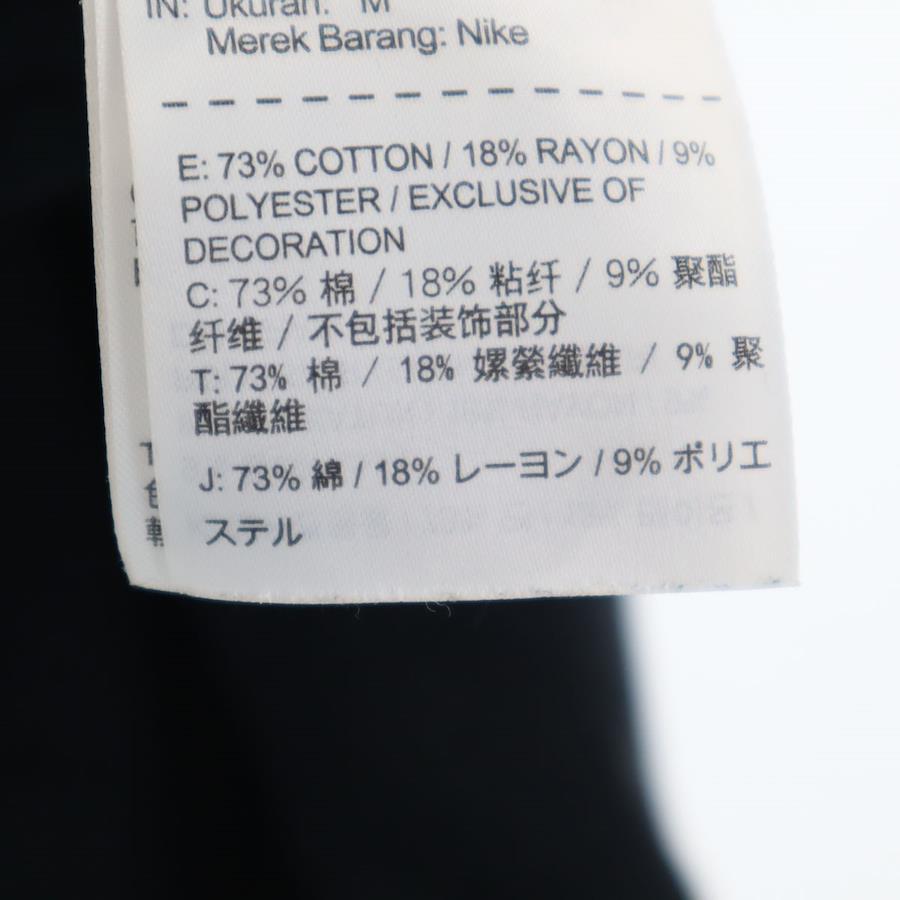 IN: Ukuran: M
Merek Barang: Nike
E: 73% COTTON / 18% RAYON / 9%
POLYESTER / EXCLUSIVE OF
DECORATION
C: 73% 棉 / 18% 粘纤 / 9% 聚酯
纤维 / 不包括装饰部分
T: 73% 棉 / 18% 嫘縈纖維 / 9% 聚
酯纖維
J: 73% 綿 / 18% レーヨン / 9% ポリエ
ステル